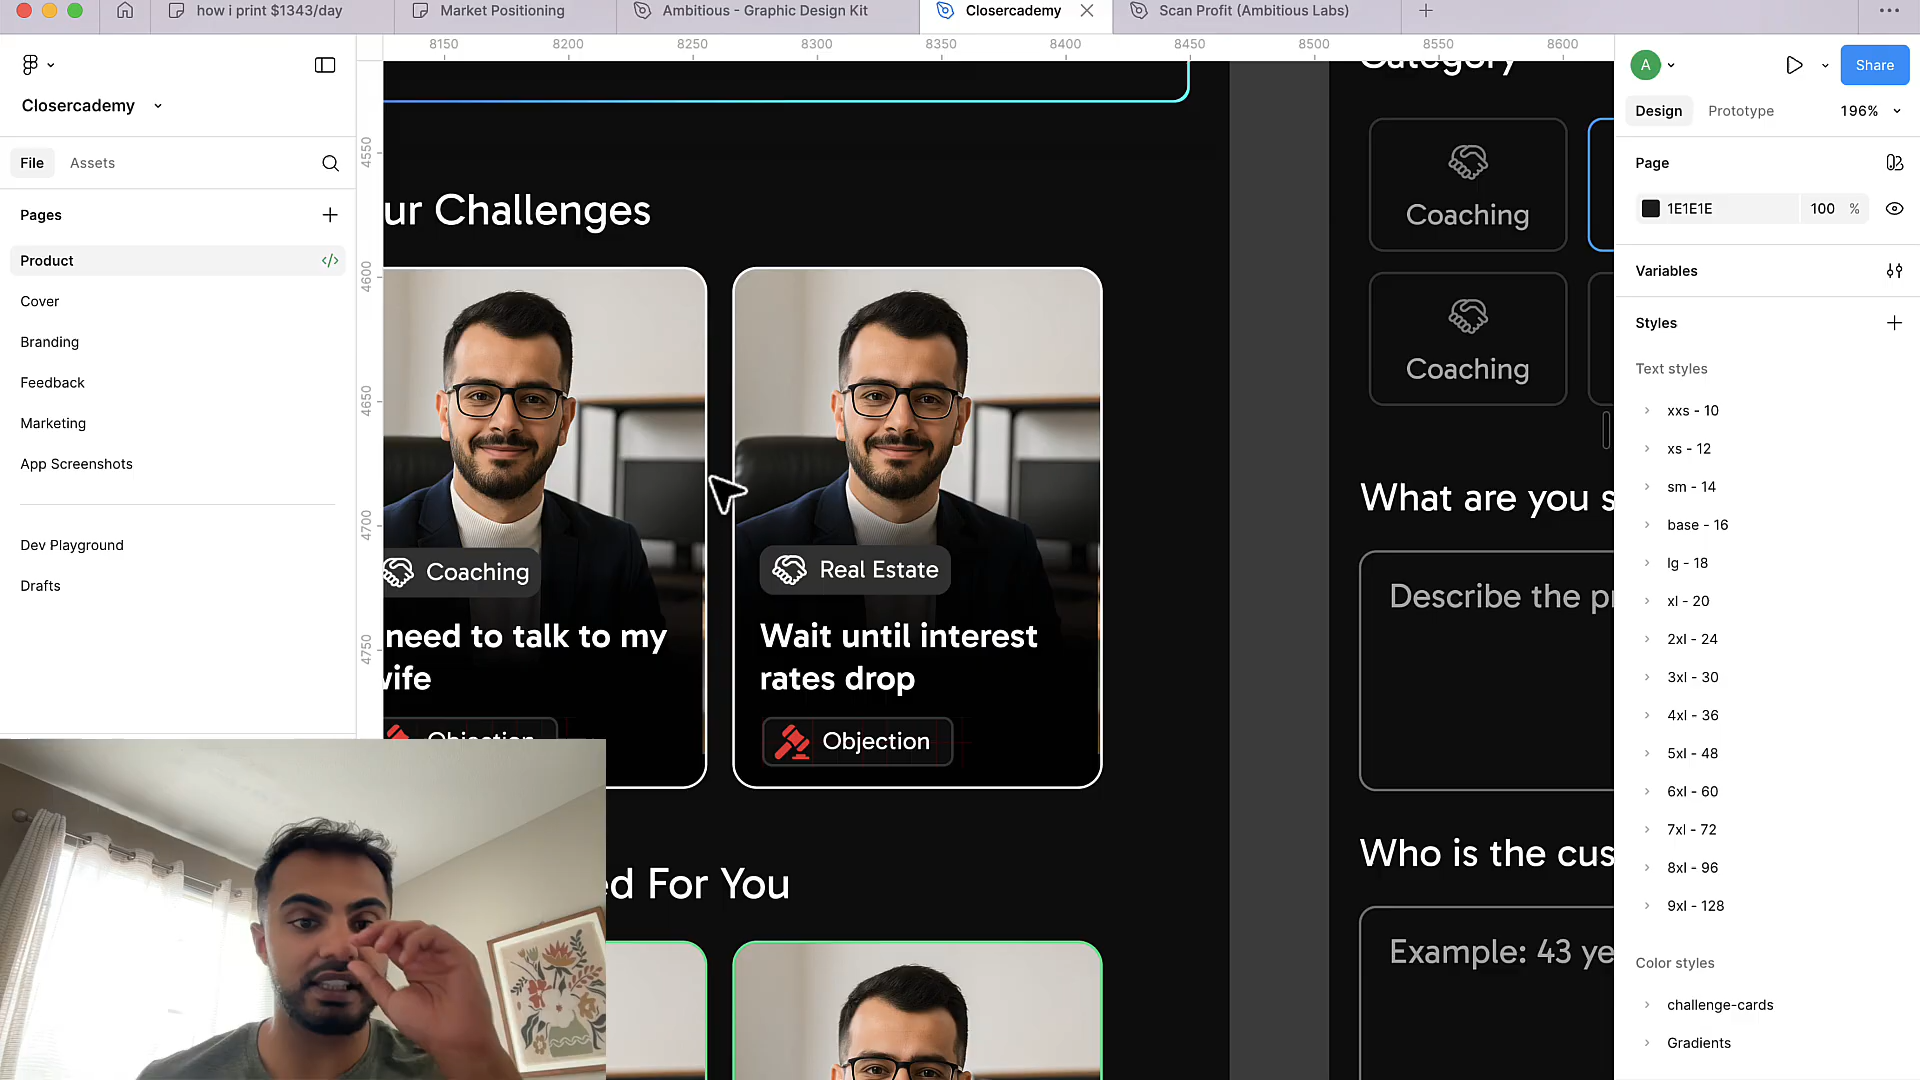 how i print $1343/day
Market Positioning
Ambitious - Graphic Design Kit
Closercademy
Scan Profit (Ambitious Labs)
8150
8200
8250
8300
8350
8400
8450
8500
8550
8600
Closercademy
File
Assets
Pages
Product
Cover
Branding
Feedback
Marketing
App Screenshots
Dev Playground
Drafts
4550
4600
4650
4700
4750
ur Challenges
Coaching
need to talk to my
wife
Objection
Real Estate
Wait until interest
rates drop
Objection
ed For You
Category
Coaching
Coaching
What are you s
Describe the pr
Who is the cus
Example: 43 ye
A
Share
Design
Prototype
196%
Page
1E1E1E
100
%
Variables
Styles
Text styles
xxs - 10
xs - 12
sm - 14
base - 16
lg - 18
xl - 20
2xl - 24
3xl - 30
4xl - 36
5xl - 48
6xl - 60
7xl - 72
8xl - 96
9xl - 128
Color styles
challenge-cards
Gradients